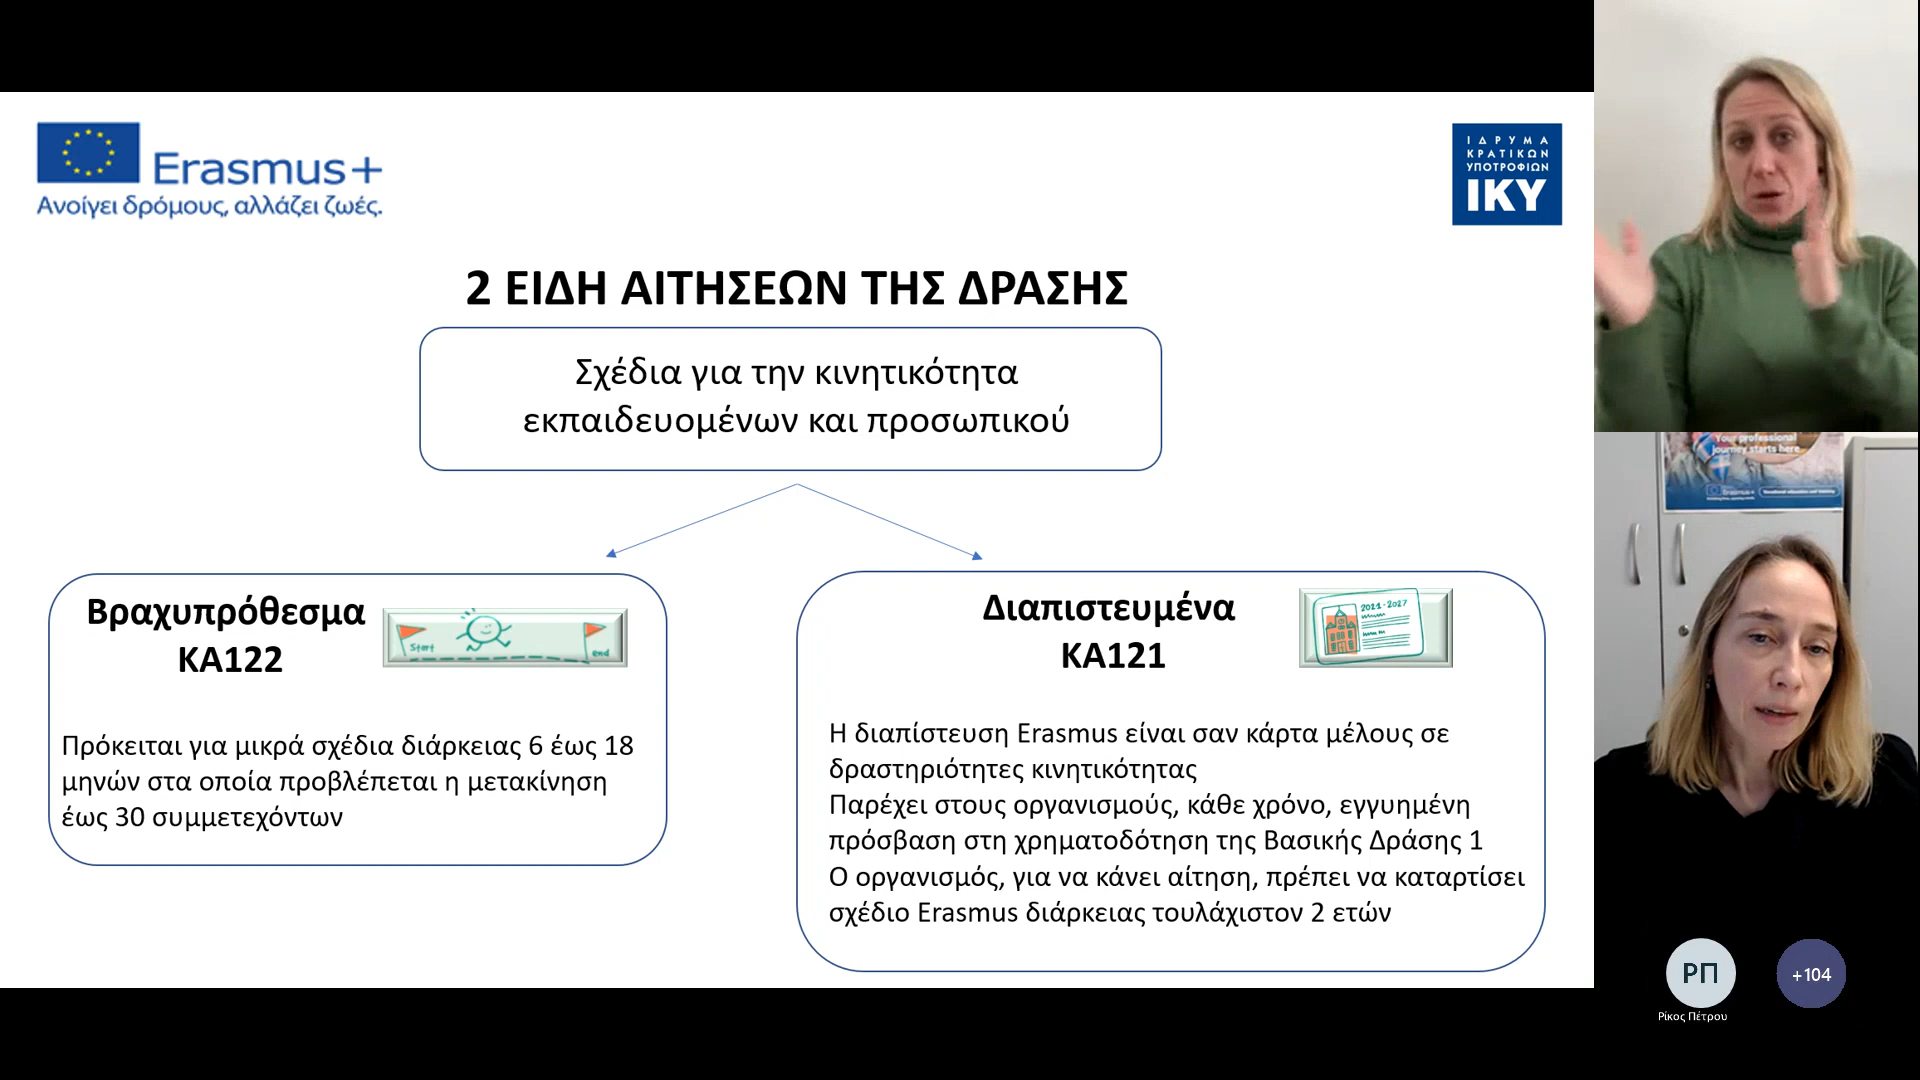 Erasmus+
Ανοίγει δρόμους, αλλάζει ζωές.
ΙΔΡΥΜΑ
ΚΡΑΤΙΚΩΝ
ΥΠΟΤΡΟΦΙΩΝ
ΙΚΥ
2 ΕΙΔΗ ΑΙΤΗΣΕΩΝ ΤΗΣ ΔΡΑΣΗΣ
Σχέδια για την κινητικότητα
εκπαιδευομένων και προσωπικού
Βραχυπρόθεσμα
ΚΑ122
Start
end
Πρόκειται για μικρά σχέδια διάρκειας 6 έως 18
μηνών στα οποία προβλέπεται η μετακίνηση
έως 30 συμμετεχόντων
Διαπιστευμένα
ΚΑ121
2021-2027
Η διαπίστευση Erasmus είναι σαν κάρτα μέλους σε
δραστηριότητες κινητικότητας
Παρέχει στους οργανισμούς, κάθε χρόνο, εγγυημένη
πρόσβαση στη χρηματοδότηση της Βασικής Δράσης 1
Ο οργανισμός, για να κάνει αίτηση, πρέπει να καταρτίσει
σχέδιο Erasmus διάρκειας τουλάχιστον 2 ετών
Your professional
journey starts here
Erasmus+
ΡΠ
+104
Ρίκος Πέτρου